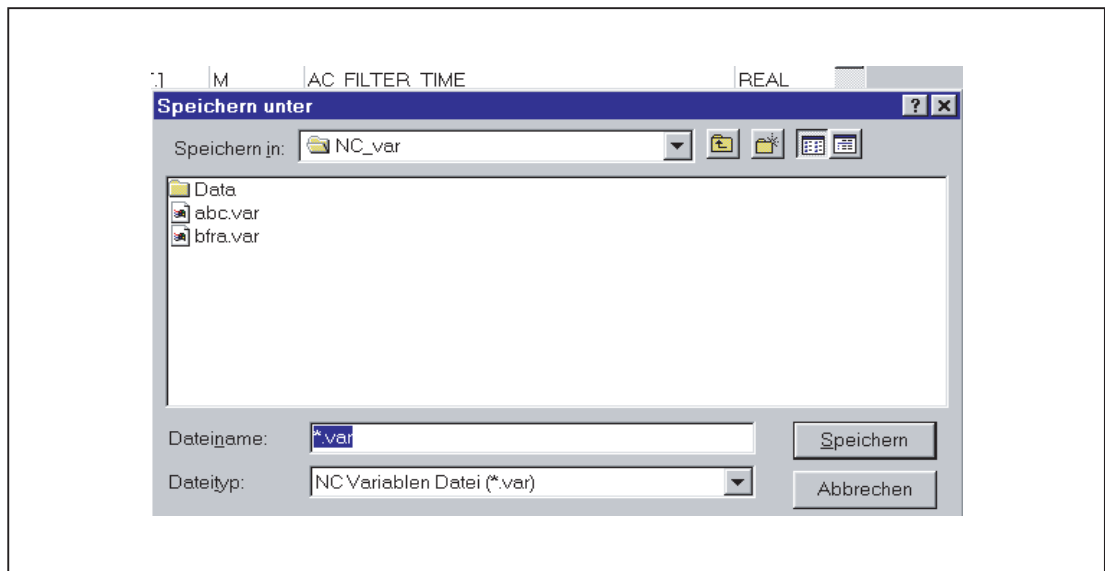 M AC FILTER TIME REAL
Speichern unter
Speichern in: NC_var
Data
abc.var
bfra.var
Dateiname: *.var
Speichern
Dateityp: NC Variablen Datei (*.var)
Abbrechen